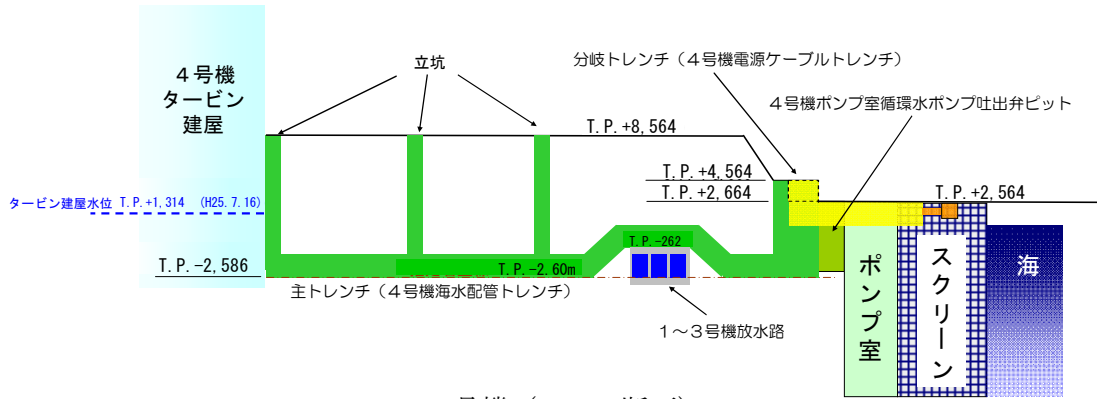 分岐トレンチ（４号機電源ケーブルトレンチ）
立坑
４号機
タービン
建屋
４号機ポンプ室循環水ポンプ吐出弁ピット
T.P.+8,564
T.P.+4,564
T.P.+2,664
T.P.+2,564
タービン建屋水位 T.P.+1,314 (H25.7.16)
T.P.-262
T.P.-2,586
T.P.-2.60m
主トレンチ（４号機海水配管トレンチ）
１～３号機放水路
ポンプ室
スクリーン
海